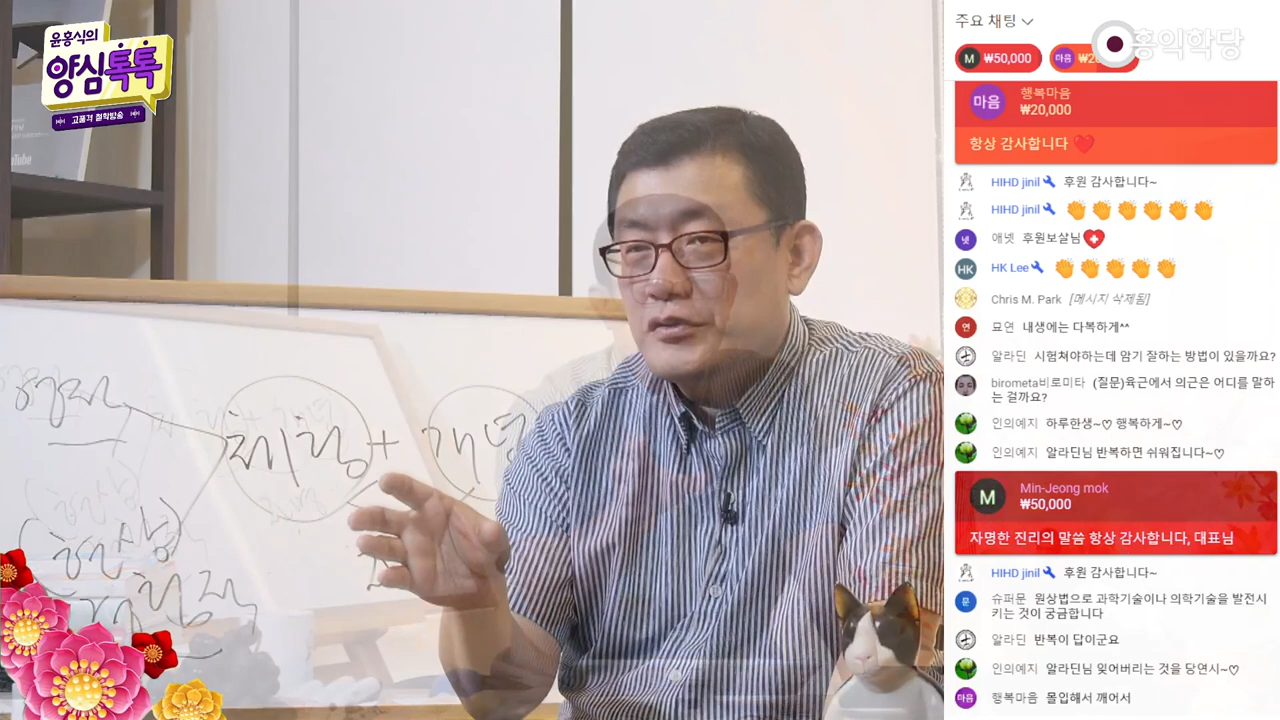 윤홍식의
양심톡톡
고품격 철학방송
주요 채팅
홍익학당
M ₩50,000
마음
마음 행복마음
₩20,000
항상 감사합니다 ❤️
HIHD jinil 후원 감사합니다~
HIHD jinil 👏👏👏👏👏👏
넷 애넷 후원보살님
HK HK Lee 👏👏👏👏👏
Chris M. Park [메시지 삭제됨]
연 묘연 내생에는 다복하게^^
알라딘 시험쳐야하는데 암기 잘하는 방법이 있을까요?
birometa비로미타 (질문)육근에서 의근은 어디를 말하
는 걸까요?
인의예지 하루한생~♡ 행복하게~♡
인의예지 알라딘님 반복하면 쉬워집니다~♡
M Min-Jeong mok
₩50,000
자명한 진리의 말씀 항상 감사합니다, 대표님
HIHD jinil 후원 감사합니다~
문 슈퍼문 원상법으로 과학기술이나 의학기술을 발전시
키는 것이 궁금합니다
알라딘 반복이 답이군요
인의예지 알라딘님 잊어버리는 것을 당연시~♡
마음 행복마음 몰입해서 깨어서
체험 + 개념
현상